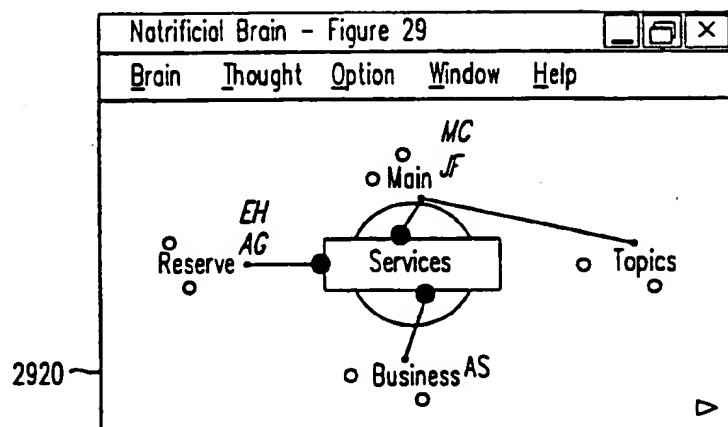 Natrificial Brain - Figure 29
Brain Thought Option Window Help
MC
Main JF
EH
AG
Reserve Services Topics
2920
Business AS